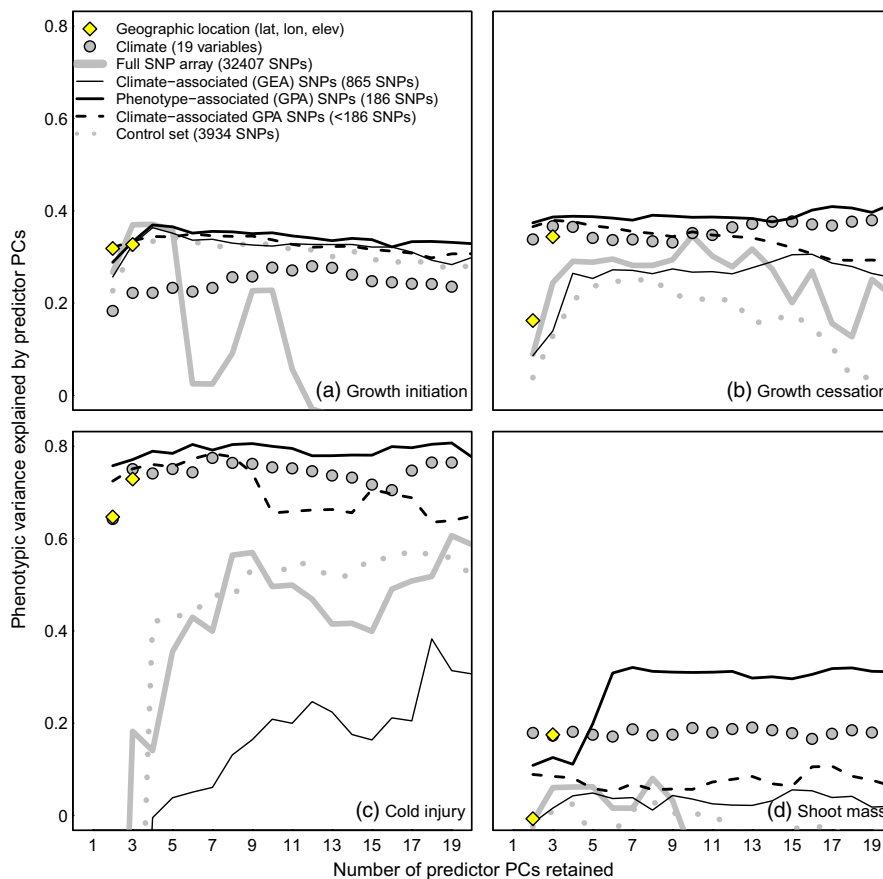 0.8
0.6
0.4
0.2
0
Geographic location (lat, lon, elev)
Climate (19 variables)
Full SNP array (32407 SNPs)
Climate−associated (GEA) SNPs (865 SNPs)
Phenotype−associated (GPA) SNPs (186 SNPs)
Climate−associated GPA SNPs (<186 SNPs)
Control set (3934 SNPs)
(a) Growth initiation
(b) Growth cessation
Phenotypic variance explained by predictor PCs
0.8
0.6
0.4
0.2
0
(c) Cold injury
(d) Shoot mass
1 3 5 7 9 11 13 15 17 19
1 3 5 7 9 11 13 15 17 19
Number of predictor PCs retained